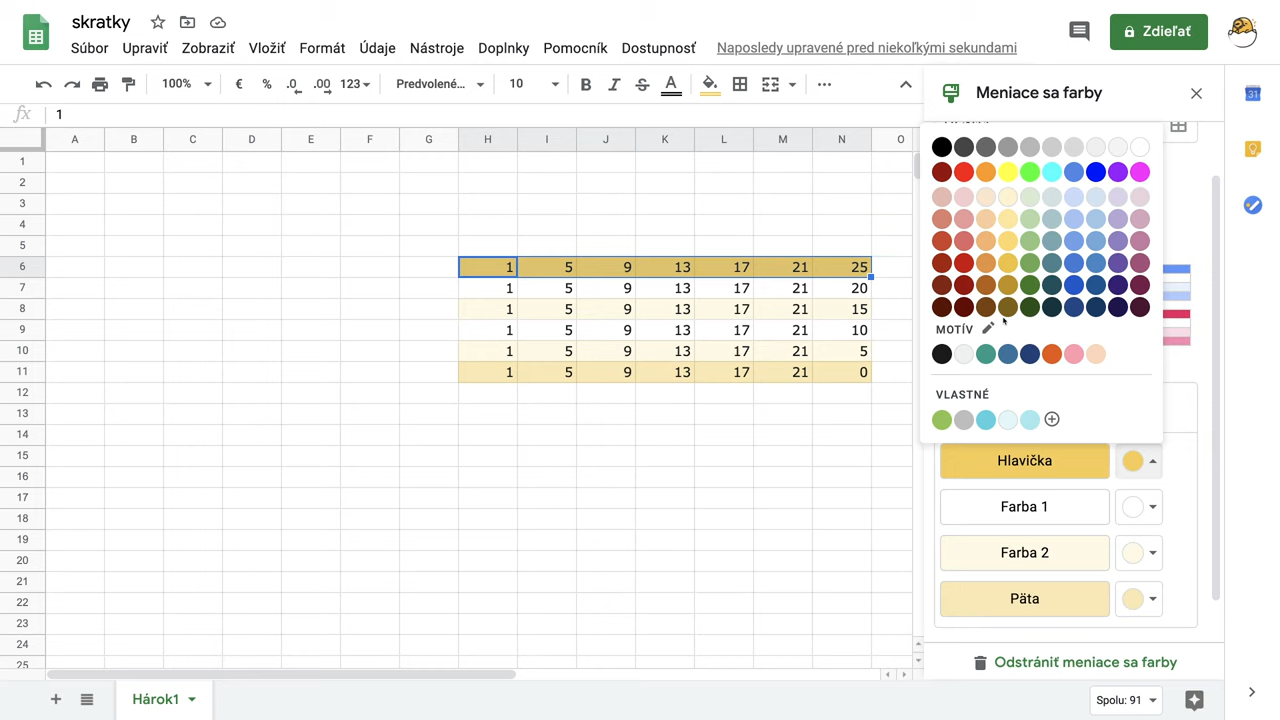 skratky
Súbor Upraviť Zobraziť Vložiť Formát Údaje Nástroje Doplnky Pomocník Dostupnosť Naposledy upravené pred niekoľkými sekundami
Zdieľať
100% € % .0 .00 123 Predvolené... 10 B I S A
Meniace sa farby
31
fx 1
A B C D E F G H I J K L M N O
1
2
3
4
5
6 1 5 9 13 17 21 25
7 1 5 9 13 17 21 20
8 1 5 9 13 17 21 15
9 1 5 9 13 17 21 10
10 1 5 9 13 17 21 5
11 1 5 9 13 17 21 0
12
13
14
15
16
17
18
19
20
21
22
23
24
25
MOTÍV
VLASTNÉ
Hlavička
Farba 1
Farba 2
Päta
Odstrániť meniace sa farby
Hárok1
Spolu: 91